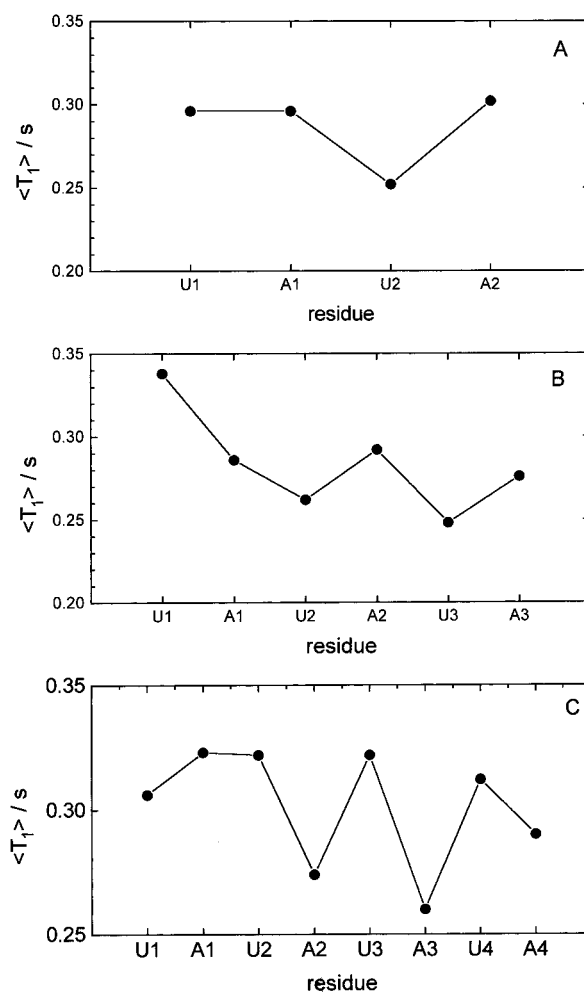 0.35
A
0.30
<T1> / s
0.25
0.20
U1 A1 U2 A2
residue
0.35
B
0.30
<T1> / s
0.25
0.20
U1 A1 U2 A2 U3 A3
residue
0.35
C
<T1> / s
0.30
0.25
U1 A1 U2 A2 U3 A3 U4 A4
residue